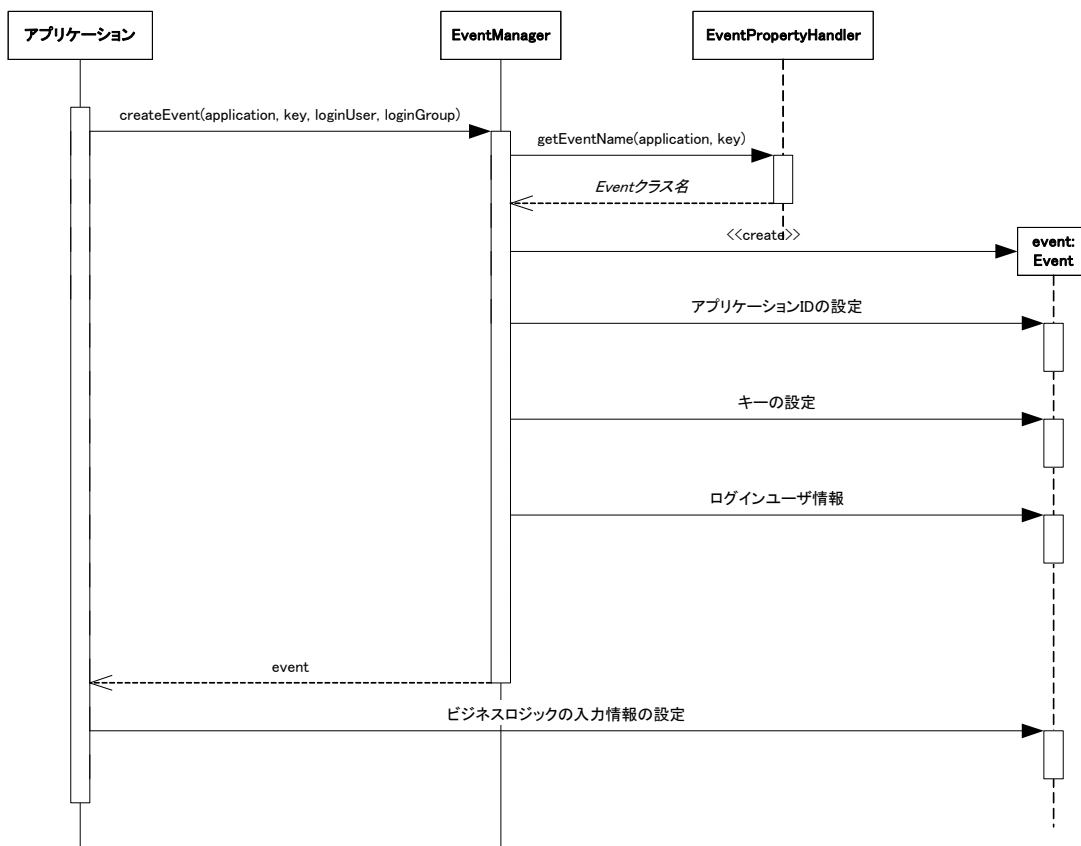 アプリケーション
EventManager
EventPropertyHandler
createEvent(application, key, loginUser, loginGroup)
getEventName(application, key)
Eventクラス名
<<create>>
event:
Event
アプリケーションIDの設定
キーの設定
ログインユーザ情報
event
ビジネスロジックの入力情報の設定